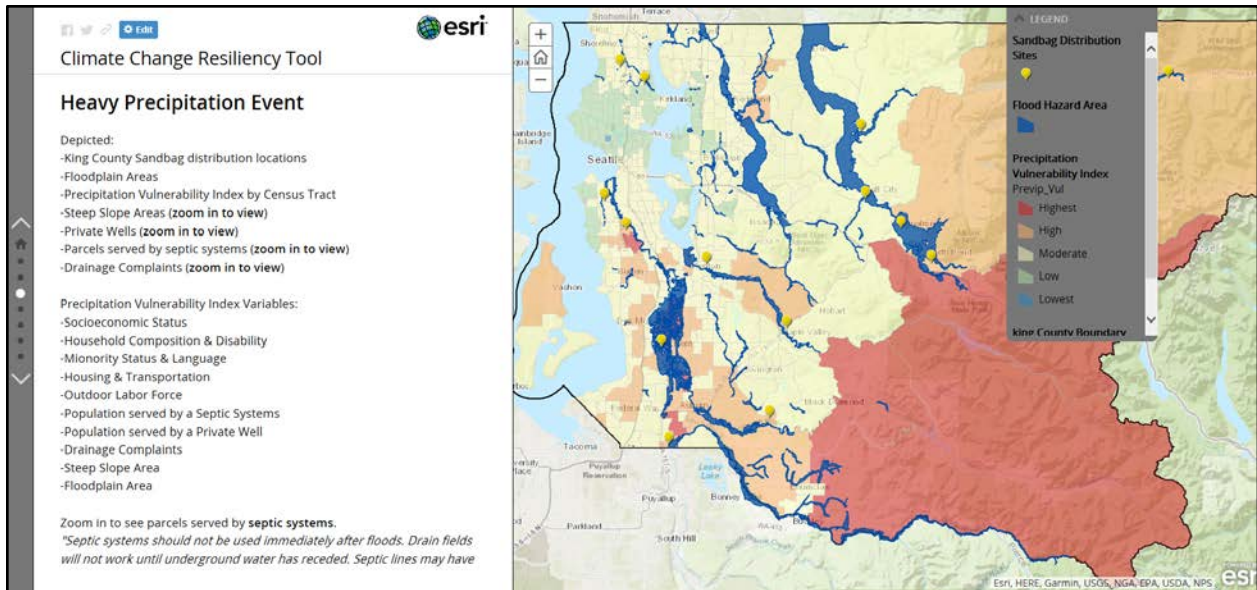 Edit
esri
Climate Change Resiliency Tool
Heavy Precipitation Event
Depicted:
-King County Sandbag distribution locations
-Floodplain Areas
-Precipitation Vulnerability Index by Census Tract
-Steep Slope Areas (zoom in to view)
-Private Wells (zoom in to view)
-Parcels served by septic systems (zoom in to view)
-Drainage Complaints (zoom in to view)
Precipitation Vulnerability Index Variables:
-Socioeconomic Status
-Household Composition & Disability
-Mionority Status & Language
-Housing & Transportation
-Outdoor Labor Force
-Population served by a Septic Systems
-Population served by a Private Well
-Drainage Complaints
-Steep Slope Area
-Floodplain Area
Zoom in to see parcels served by septic systems.
"Septic systems should not be used immediately after floods. Drain fields
will not work until underground water has receded. Septic lines may have
+
−
Terrace
Kirkland
Seattle
Vashon
Hobart
Federal Way
Black Diamond
Tacoma
Puyallup
Reservation
Puyallup
Bonney
Parkland
South Hill
LEGEND
Sandbag Distribution
Sites
Flood Hazard Area
Precipitation
Vulnerability Index
Previp_Vul
Highest
High
Moderate
Low
Lowest
King County Boundary
Esri, HERE, Garmin, USGS, NGA, EPA, USDA, NPS
esri